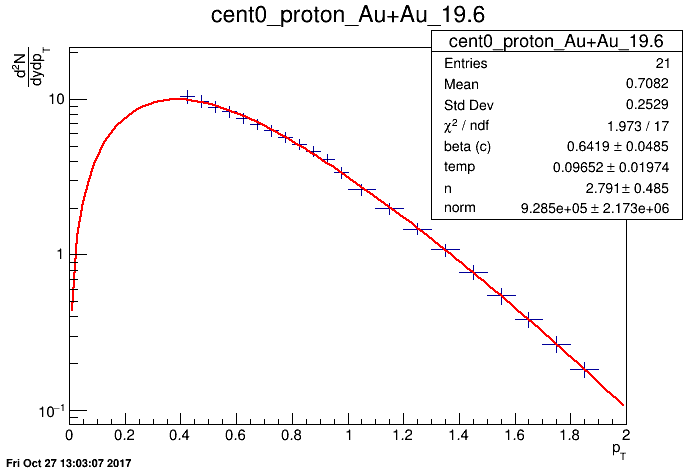 cent0_proton_Au+Au_19.6
cent0_proton_Au+Au_19.6
Entries 21
Mean 0.7082
Std Dev 0.2529
χ² / ndf 1.973 / 17
beta (c) 0.6419 ± 0.0485
temp 0.09652 ± 0.01974
n 2.791 ± 0.485
norm 9.285e+05 ± 2.173e+06
d²N
dydp_T
10
1
10⁻¹
0 0.2 0.4 0.6 0.8 1 1.2 1.4 1.6 1.8 2
p_T
Fri Oct 27 13:03:07 2017